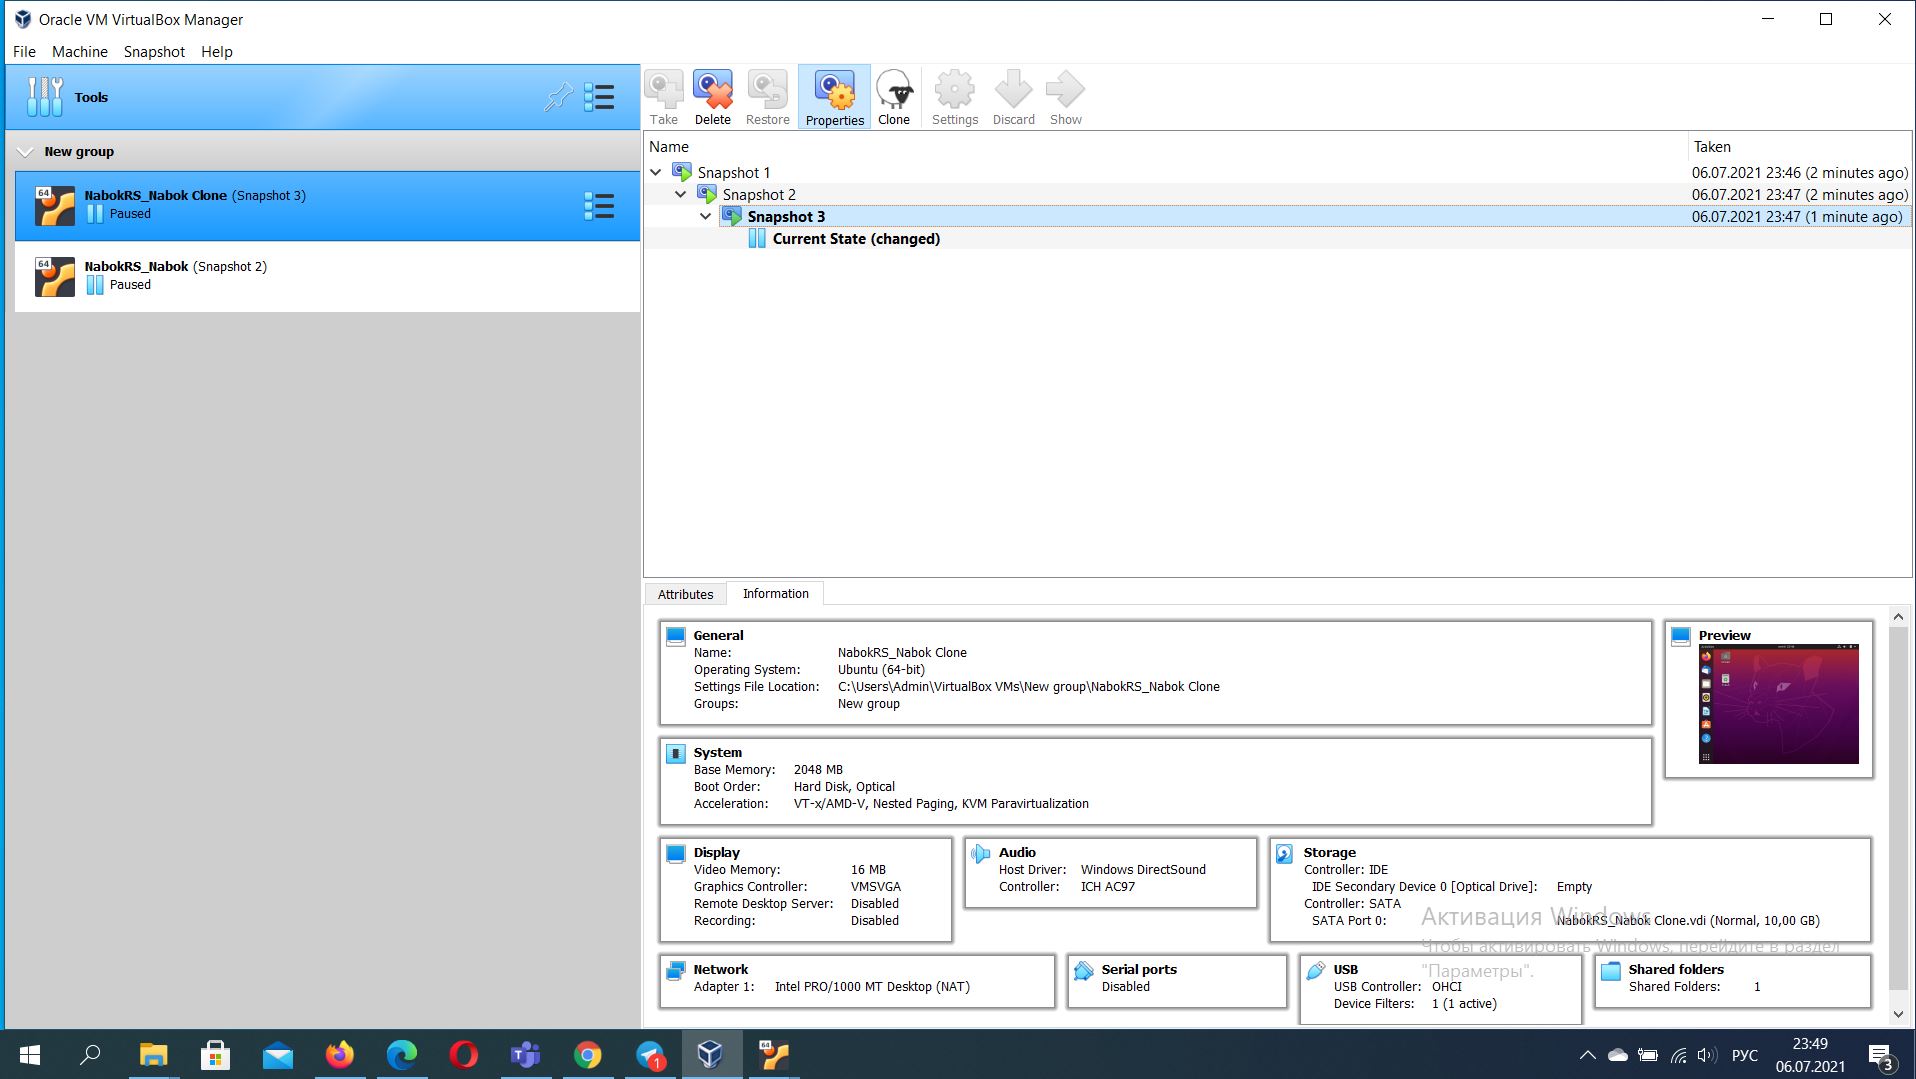 Oracle VM VirtualBox Manager
File Machine Snapshot Help
Tools
Take Delete Restore Properties Clone Settings Discard Show
New group
64 NabokRS_Nabok Clone (Snapshot 3)
Paused
64 NabokRS_Nabok (Snapshot 2)
Paused
Name Taken
Snapshot 1 06.07.2021 23:46 (2 minutes ago)
Snapshot 2 06.07.2021 23:47 (2 minutes ago)
Snapshot 3 06.07.2021 23:47 (1 minute ago)
Current State (changed)
Attributes Information
General
Name: NabokRS_Nabok Clone
Operating System: Ubuntu (64-bit)
Settings File Location: C:\Users\Admin\VirtualBox VMs\New group\NabokRS_Nabok Clone
Groups: New group
Preview
System
Base Memory: 2048 MB
Boot Order: Hard Disk, Optical
Acceleration: VT-x/AMD-V, Nested Paging, KVM Paravirtualization
Display
Video Memory: 16 MB
Graphics Controller: VMSVGA
Remote Desktop Server: Disabled
Recording: Disabled
Audio
Host Driver: Windows DirectSound
Controller: ICH AC97
Storage
Controller: IDE
IDE Secondary Device 0 [Optical Drive]: Empty
Controller: SATA
SATA Port 0: NabokRS_Nabok Clone.vdi (Normal, 10,00 GB)
Активация Windows
Чтобы активировать Windows, перейдите в раздел
"Параметры".
Network
Adapter 1: Intel PRO/1000 MT Desktop (NAT)
Serial ports
Disabled
USB
USB Controller: OHCI
Device Filters: 1 (1 active)
Shared folders
Shared Folders: 1
64
1
РУС
23:49
06.07.2021
3